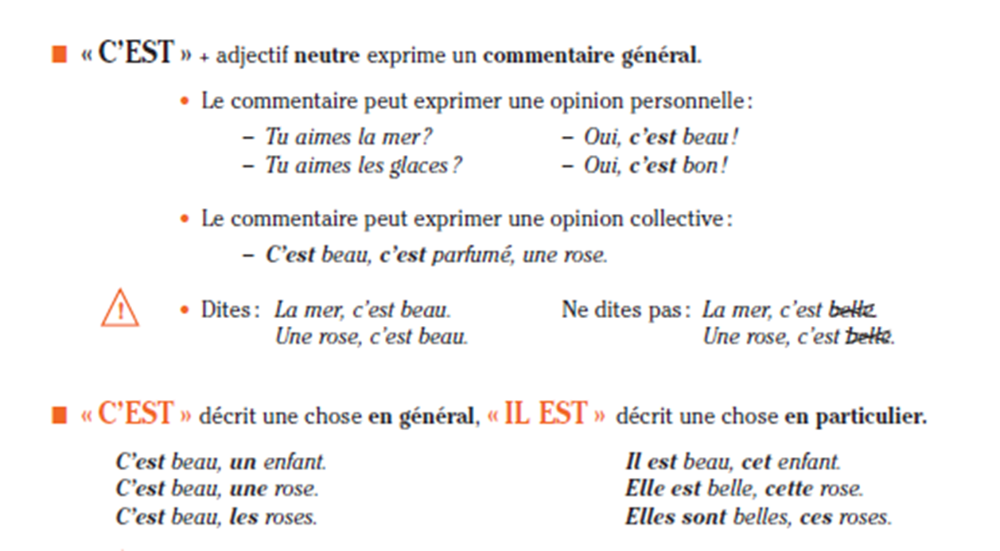 « C'EST » + adjectif neutre exprime un commentaire général.
• Le commentaire peut exprimer une opinion personnelle :
– Tu aimes la mer ? – Oui, c'est beau !
– Tu aimes les glaces ? – Oui, c'est bon !
• Le commentaire peut exprimer une opinion collective :
– C'est beau, c'est parfumé, une rose.
• Dites : La mer, c'est beau. Ne dites pas : La mer, c'est belle.
Une rose, c'est beau. Une rose, c'est belle.
« C'EST » décrit une chose en général, « IL EST » décrit une chose en particulier.
C'est beau, un enfant. Il est beau, cet enfant.
C'est beau, une rose. Elle est belle, cette rose.
C'est beau, les roses. Elles sont belles, ces roses.